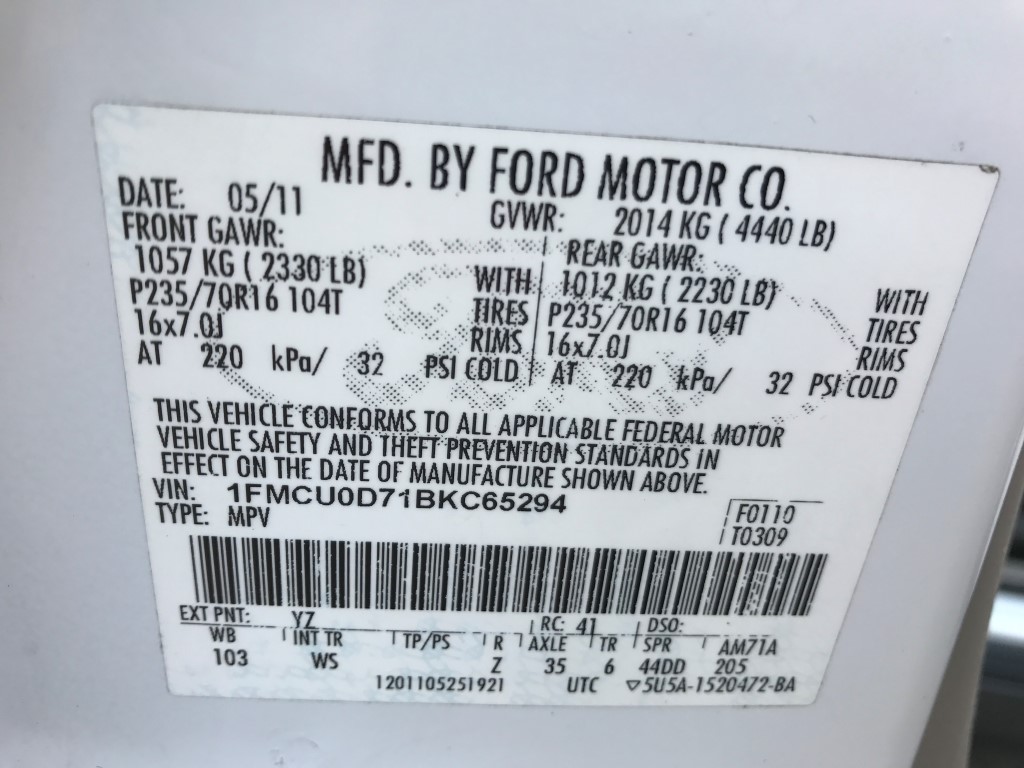 MFD. BY FORD MOTOR CO.
DATE: 05/11 GVWR: 2014 KG ( 4440 LB)
FRONT GAWR: REAR GAWR:
1057 KG ( 2330 LB) WITH 1012 KG ( 2230 LB) WITH
P235/70R16 104T TIRES P235/70R16 104T TIRES
16x7.0J RIMS 16x7.0J RIMS
AT 220 kPa/ 32 PSI COLD AT 220 kPa/ 32 PSI COLD
THIS VEHICLE CONFORMS TO ALL APPLICABLE FEDERAL MOTOR
VEHICLE SAFETY AND THEFT PREVENTION STANDARDS IN
EFFECT ON THE DATE OF MANUFACTURE SHOWN ABOVE.
VIN: 1FMCU0D71BKC65294 F0110
TYPE: MPV T0309
EXT PNT: YZ RC: 41 DSO:
WB INT TR TP/PS R AXLE TR SPR AM71A
103 WS Z 35 6 44DD 205
1201105251921 UTC ▽5U5A-1520472-BA